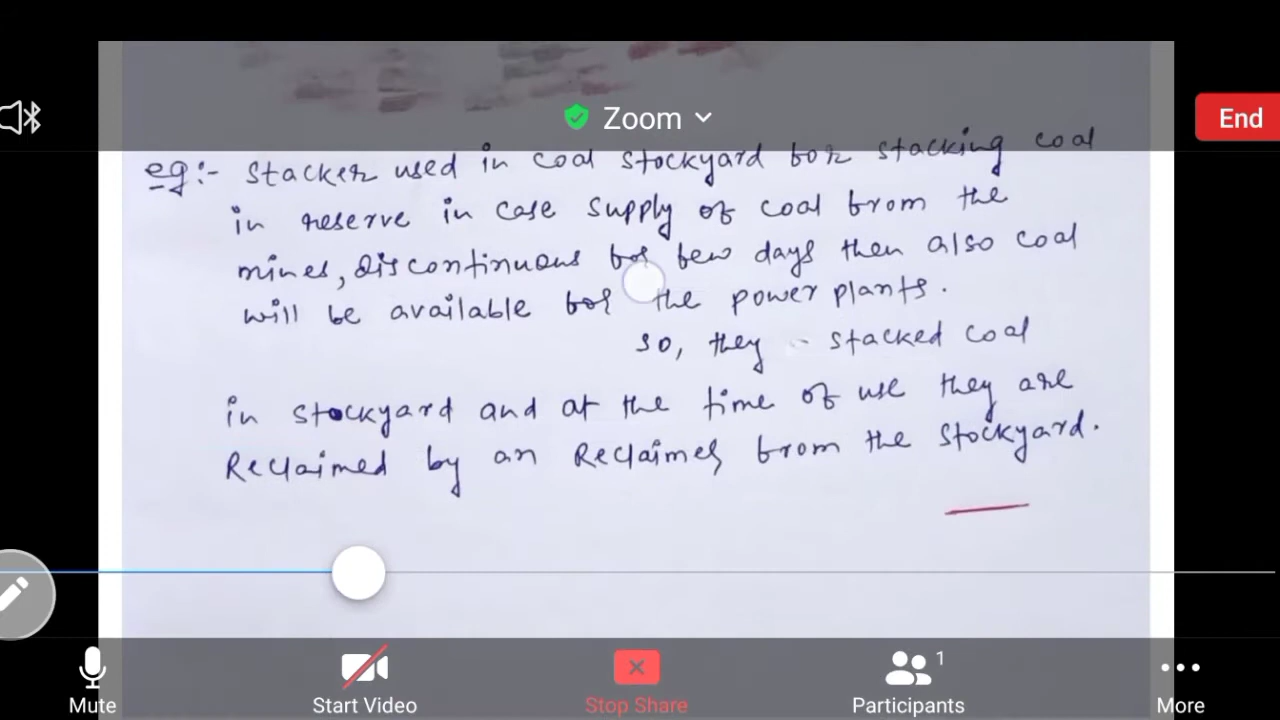 Zoom
End
eg:- Stacker used in coal stockyard for stacking coal
in reserve in case supply of coal from the
mines, discontinuous for few days then also coal
will be available for the power plants.
so, they - stacked coal
in stockyard and at the time of use they are
Reclaimed by an Reclaimer from the stockyard.
Mute
Start Video
Stop Share
Participants
1
More